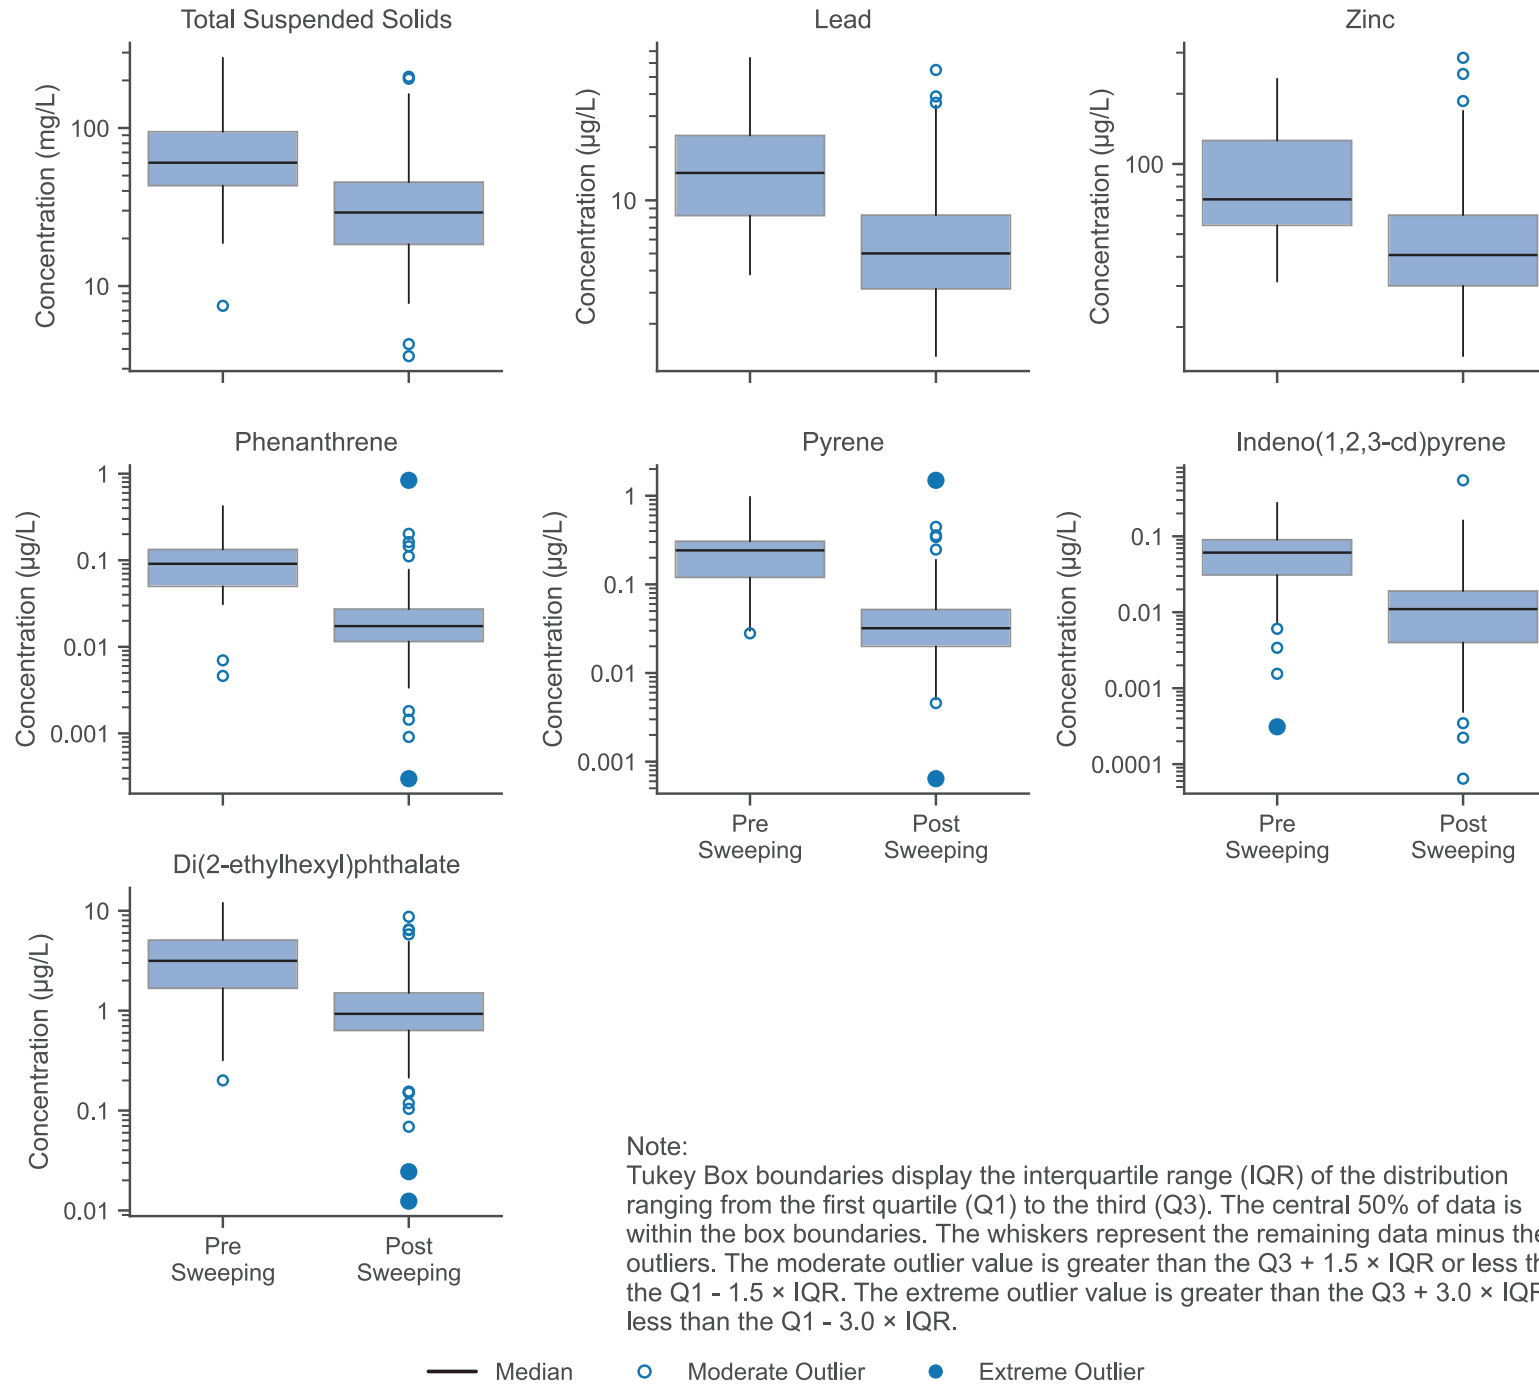 Total Suspended Solids
Concentration (mg/L)
100
10
Lead
Concentration (µg/L)
10
Zinc
Concentration (µg/L)
100
Phenanthrene
Concentration (µg/L)
1
0.1
0.01
0.001
Pyrene
Concentration (µg/L)
1
0.1
0.01
0.001
Pre
Sweeping
Post
Sweeping
Indeno(1,2,3-cd)pyrene
Concentration (µg/L)
0.1
0.01
0.001
0.0001
Pre
Sweeping
Post
Sweeping
Di(2-ethylhexyl)phthalate
Concentration (µg/L)
10
1
0.1
0.01
Pre
Sweeping
Post
Sweeping
Note:
Tukey Box boundaries display the interquartile range (IQR) of the distribution
ranging from the first quartile (Q1) to the third (Q3). The central 50% of data is
within the box boundaries. The whiskers represent the remaining data minus the
outliers. The moderate outlier value is greater than the Q3 + 1.5 × IQR or less
the Q1 - 1.5 × IQR. The extreme outlier value is greater than the Q3 + 3.0 × IQR
less than the Q1 - 3.0 × IQR.
Median
Moderate Outlier
Extreme Outlier